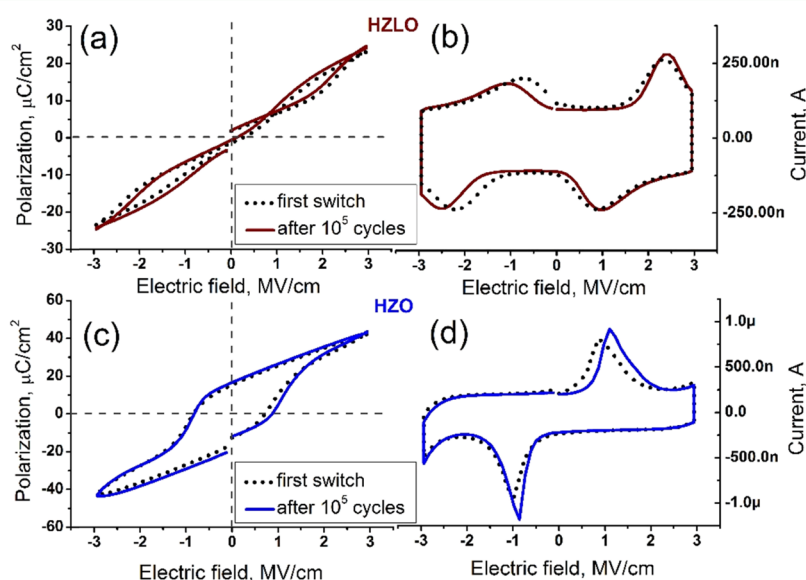 (a)
HZLO
(b)
Polarization, µC/cm²
30
20
10
0
-10
-20
30
first switch
after 10⁵ cycles
-3 -2 -1 0 1 2 3
Electric field, MV/cm
250.00n
0.00
-250.00n
Current, A
-3 -2 -1 0 1 2 3
Electric field, MV/cm
(c)
HZO
(d)
Polarization, µC/cm²
60
40
20
0
-20
-40
-60
first switch
after 10⁵ cycles
-3 -2 -1 0 1 2 3
Electric field, MV/cm
1.0µ
500.0n
0.0
-500.0n
-1.0µ
Current, A
-3 -2 -1 0 1 2 3
Electric field, MV/cm